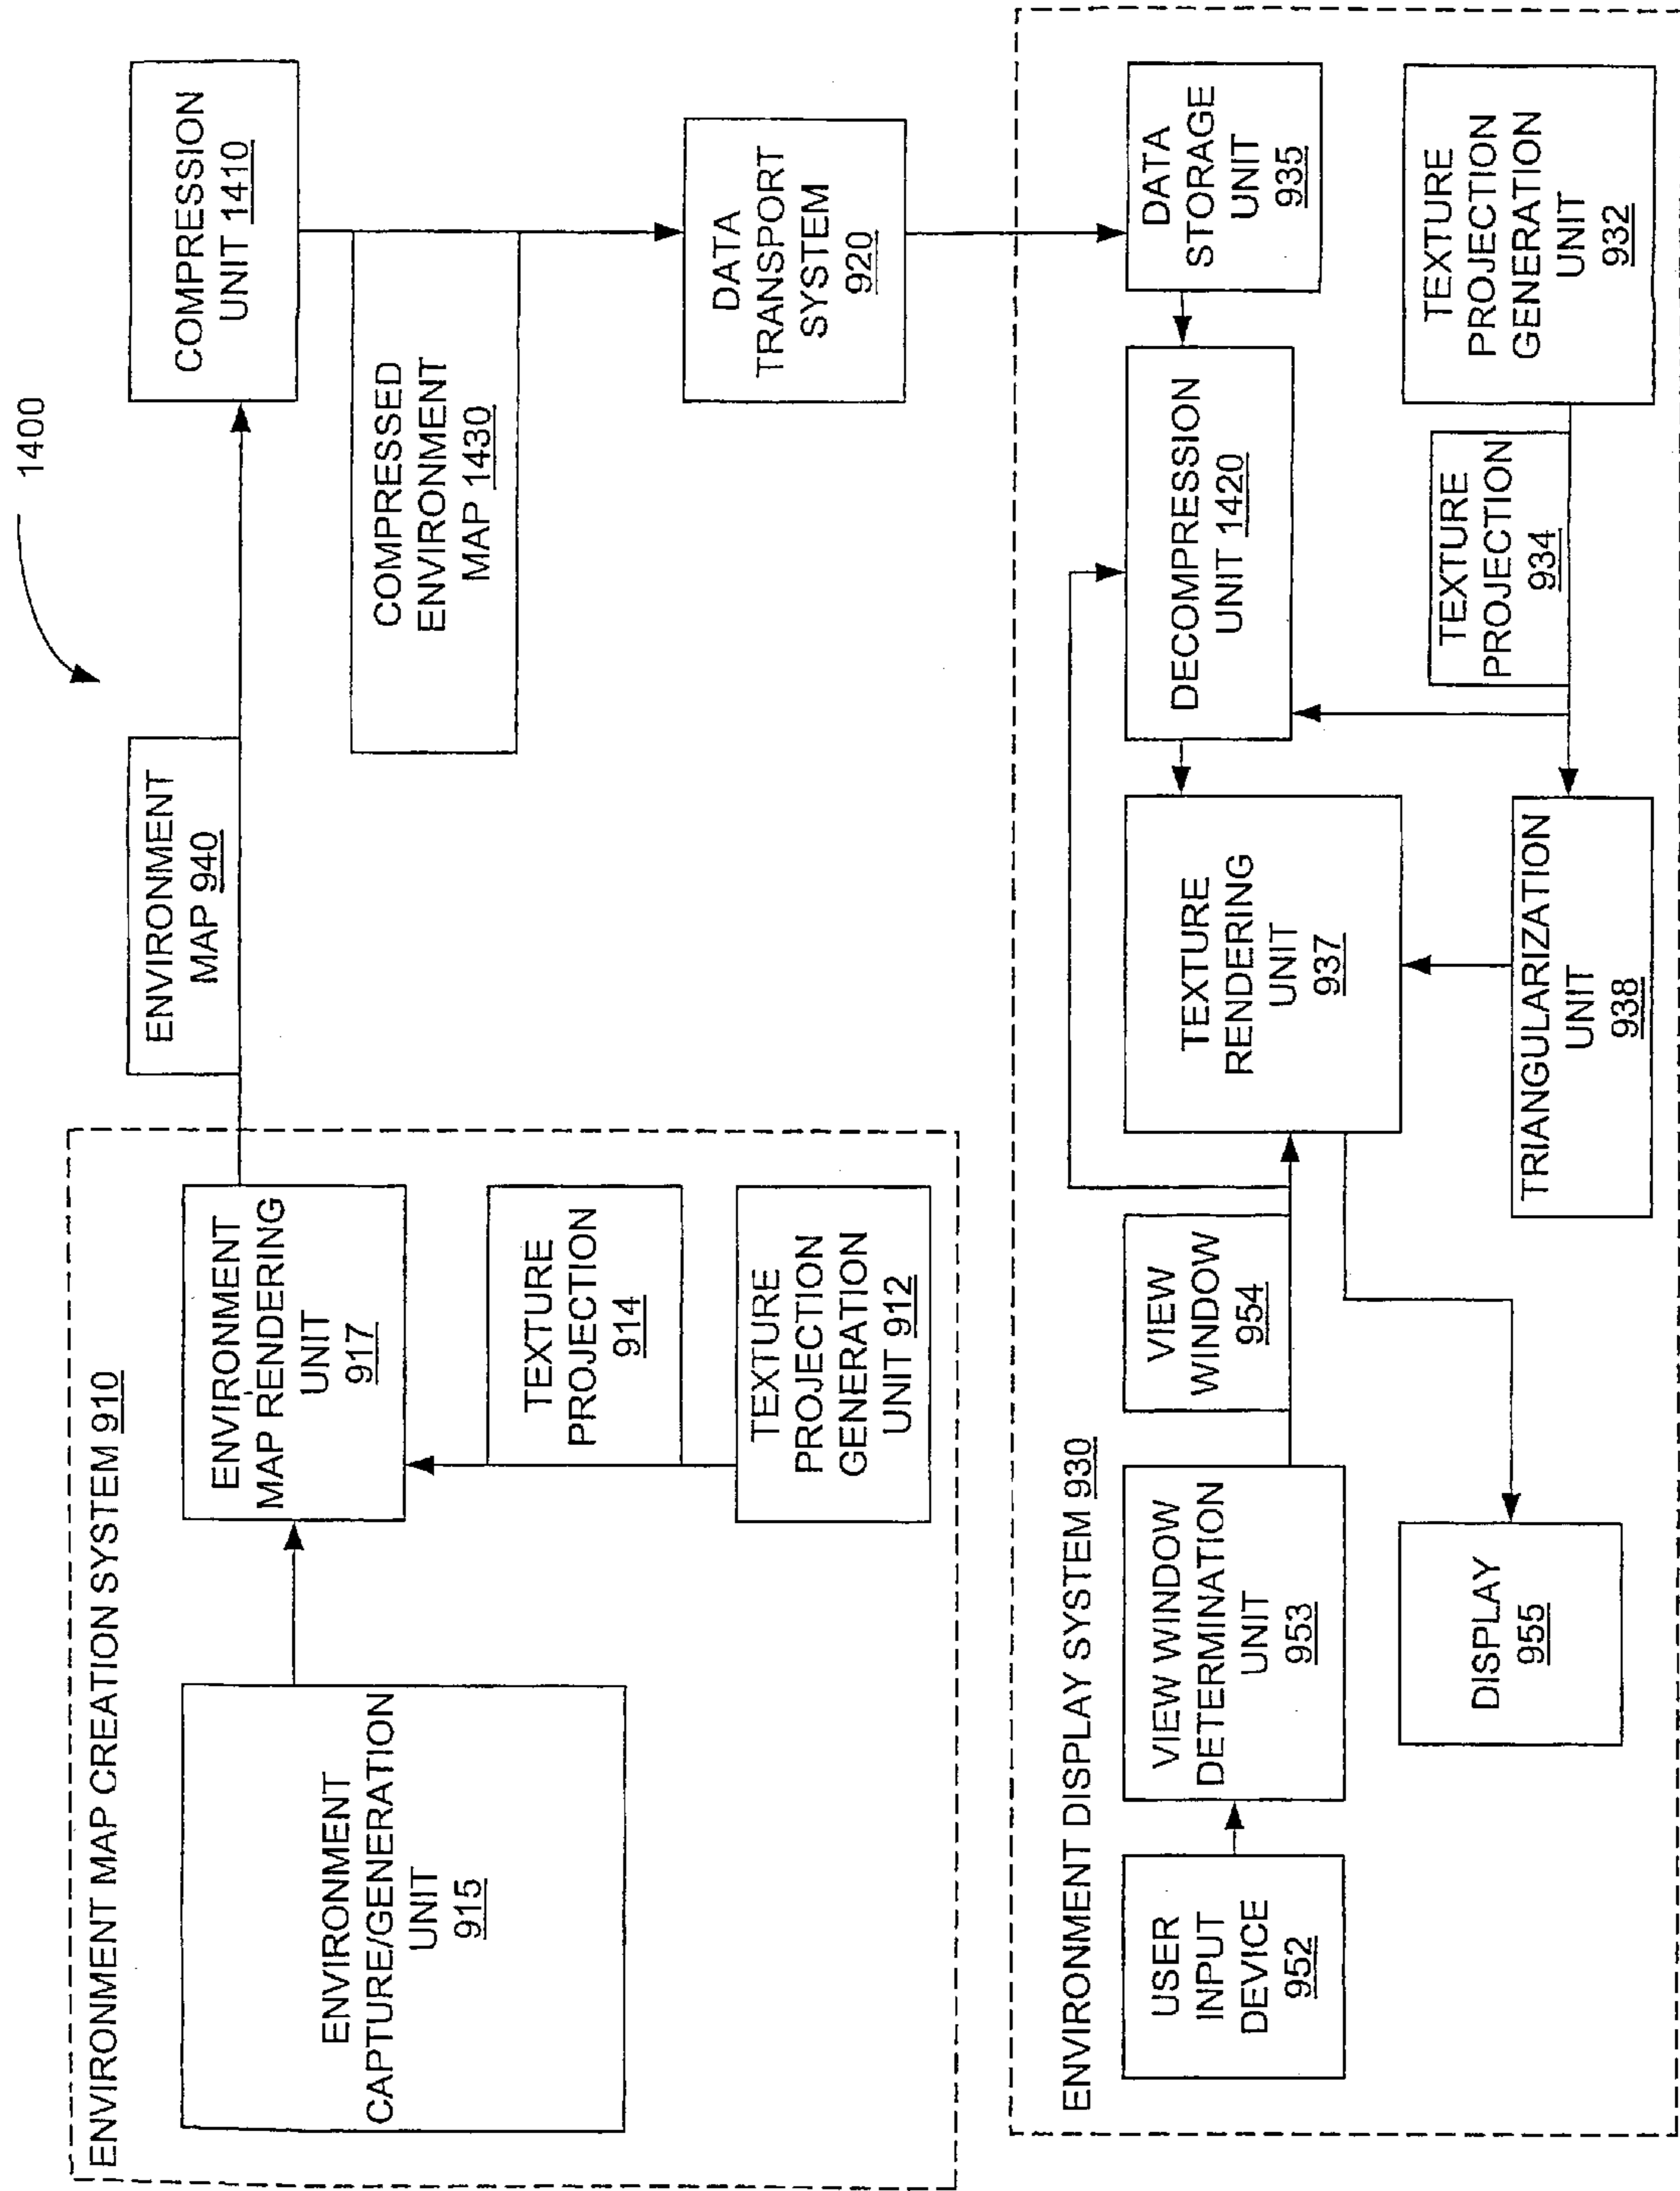 1400
ENVIRONMENT MAP CREATION SYSTEM 910
ENVIRONMENT
CAPTURE/GENERATION
UNIT
915
ENVIRONMENT
MAP RENDERING
UNIT
917
TEXTURE
PROJECTION
914
TEXTURE
PROJECTION
GENERATION
UNIT 912
ENVIRONMENT
MAP 940
COMPRESSION
UNIT 1410
COMPRESSED
ENVIRONMENT
MAP 1430
DATA
TRANSPORT
SYSTEM
920
ENVIRONMENT DISPLAY SYSTEM 930
USER
INPUT
DEVICE
952
VIEW WINDOW
DETERMINATION
UNIT
953
VIEW
WINDOW
954
DISPLAY
955
TEXTURE
RENDERING
UNIT
937
TRIANGULARIZATION
UNIT
938
DECOMPRESSION
UNIT 1420
DATA
STORAGE
UNIT
935
TEXTURE
PROJECTION
934
TEXTURE
PROJECTION
GENERATION
UNIT
932